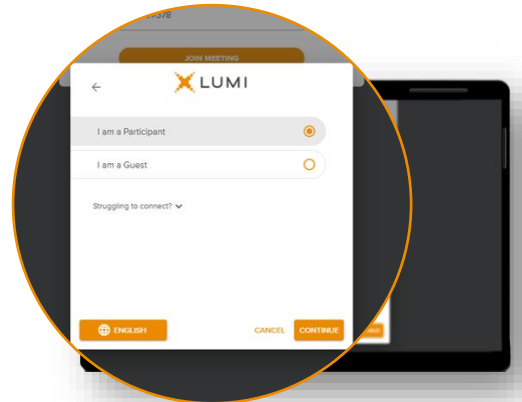 JOIN MEETING
LUMI
I am a Participant
I am a Guest
Struggling to connect?
ENGLISH
CANCEL
CONTINUE